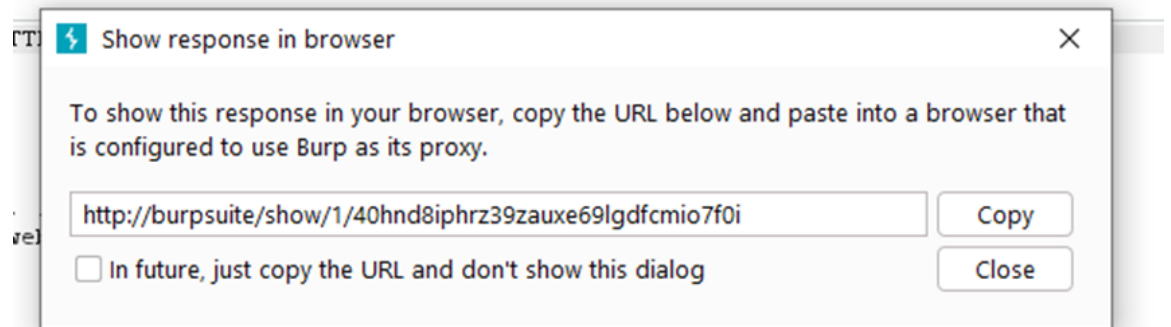 Show response in browser
To show this response in your browser, copy the URL below and paste into a browser that
is configured to use Burp as its proxy.
http://burpsuite/show/1/40hnd8iphrz39zauxe69lgdfcmio7f0i
Copy
In future, just copy the URL and don't show this dialog
Close